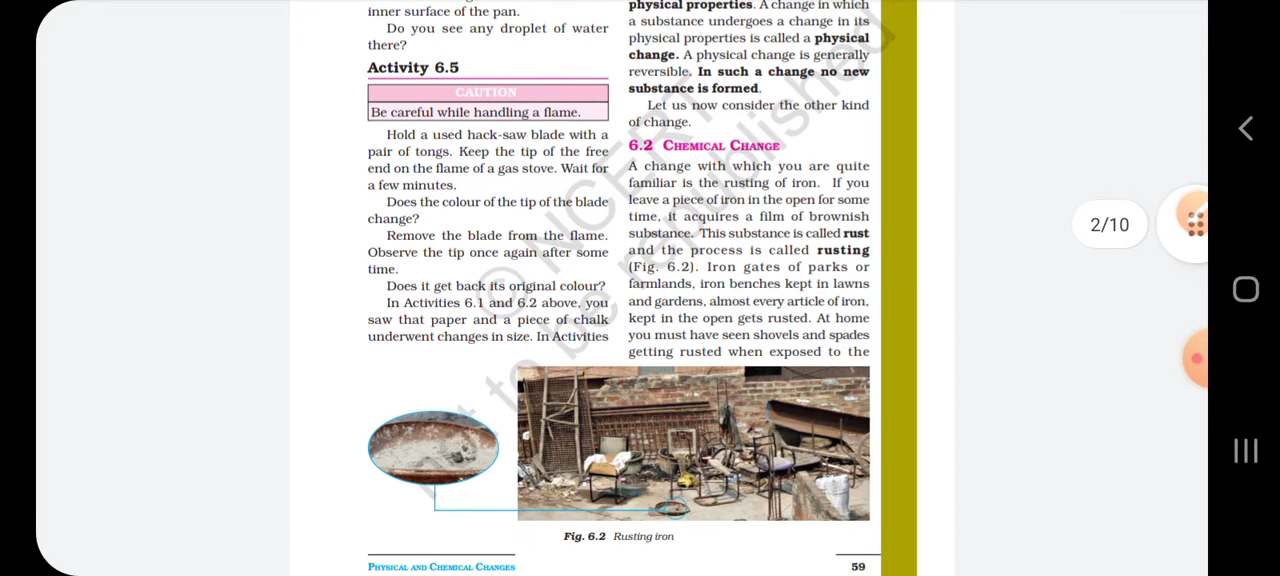 inner surface of the pan.
Do you see any droplet of water
there?
Activity 6.5
CAUTION
Be careful while handling a flame.
Hold a used hack-saw blade with a
pair of tongs. Keep the tip of the free
end on the flame of a gas stove. Wait for
a few minutes.
Does the colour of the tip of the blade
change?
Remove the blade from the flame.
Observe the tip once again after some
time.
Does it get back its original colour?
In Activities 6.1 and 6.2 above, you
saw that paper and a piece of chalk
underwent changes in size. In Activities
physical properties. A change in which
a substance undergoes a change in its
physical properties is called a physical
change. A physical change is generally
reversible. In such a change no new
substance is formed.
Let us now consider the other kind
of change.
6.2 CHEMICAL CHANGE
A change with which you are quite
familiar is the rusting of iron. If you
leave a piece of iron in the open for some
time, it acquires a film of brownish
substance. This substance is called rust
and the process is called rusting
(Fig. 6.2). Iron gates of parks or
farmlands, iron benches kept in lawns
and gardens, almost every article of iron,
kept in the open gets rusted. At home
you must have seen shovels and spades
getting rusted when exposed to the
Fig. 6.2 Rusting iron
PHYSICAL AND CHEMICAL CHANGES
59
© NCERT
not to be republished
2/10